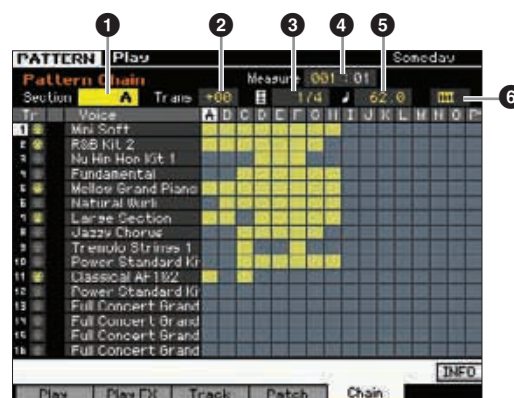 1 2 3 4 5 6
PATTERN Play Someday
Pattern Chain Measure 001 : 01
Section A Trans +00 1/4 62.0
Tr Voice A B C D E F G H I J K L M N O P
1 Mini Soft
2 R&B Kit 2
3 Nu Hip Hop Kit 1
4 Fundamental
5 Mellow Grand Piano
6 Natural Wurli
7 Large Section
8 Jazzy Chorus
9 Tremolo Strings 1
10 Power Standard Ki
11 Classical AF1&2
12 Power Standard Ki
13 Full Concert Grand
14 Full Concert Grand
15 Full Concert Grand
16 Full Concert Grand
INFO
Play Play FX Track Patch Chain